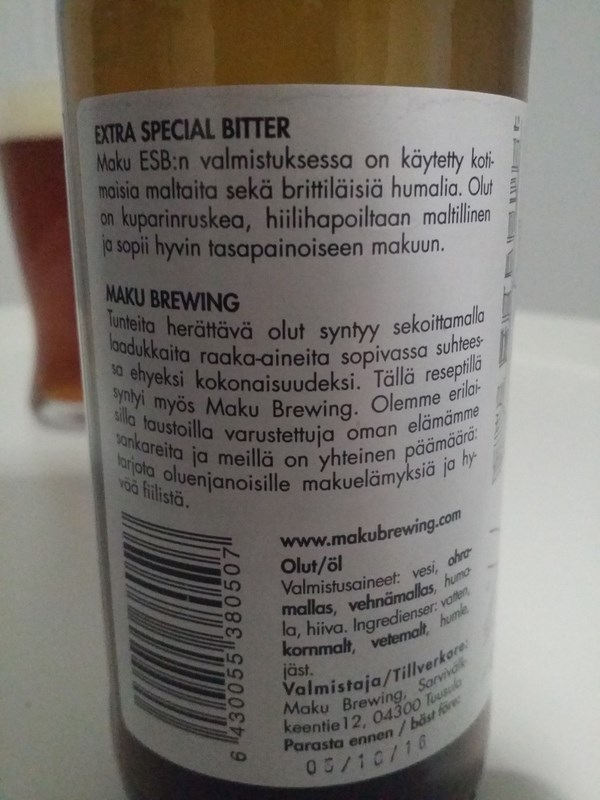 EXTRA SPECIAL BITTER
Maku ESB:n valmistuksessa on käytetty koti-
maisia maltaita sekä brittiläisiä humalia. Olut
on kuparinruskea, hiilihapoiltaan maltillinen
ja sopii hyvin tasapainoiseen makuun.
MAKU BREWING
Tunteita herättävä olut syntyy sekoittamalla
laadukkaita raaka-aineita sopivassa suhtees-
sa ehyeksi kokonaisuudeksi. Tällä reseptillä
syntyi myös Maku Brewing. Olemme erilai-
silla taustoilla varustettuja oman elämämme
sankareita ja meillä on yhteinen päämäärä:
tarjota oluenjanoisille makuelämyksiä ja hy-
vää fiilistä.
www.makubrewing.com
Olut/öl
Valmistusaineet: vesi, ohra-
mallas, vehnämallas, huma-
la, hiiva. Ingredienser: vatten,
kornmalt, vetemalt, humle,
jäst.
Valmistaja/Tillverkare:
Maku Brewing, Sarvivälk-
keentie12, 04300 Tuusula
Parasta ennen / bäst före:
6 430055 380507